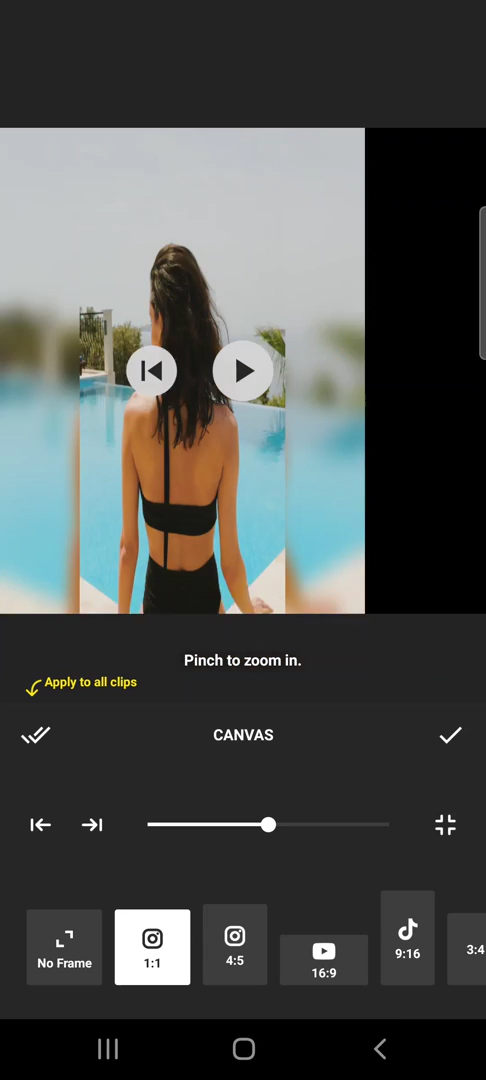 Pinch to zoom in.
Apply to all clips
CANVAS
No Frame
1:1
4:5
16:9
9:16
3:4